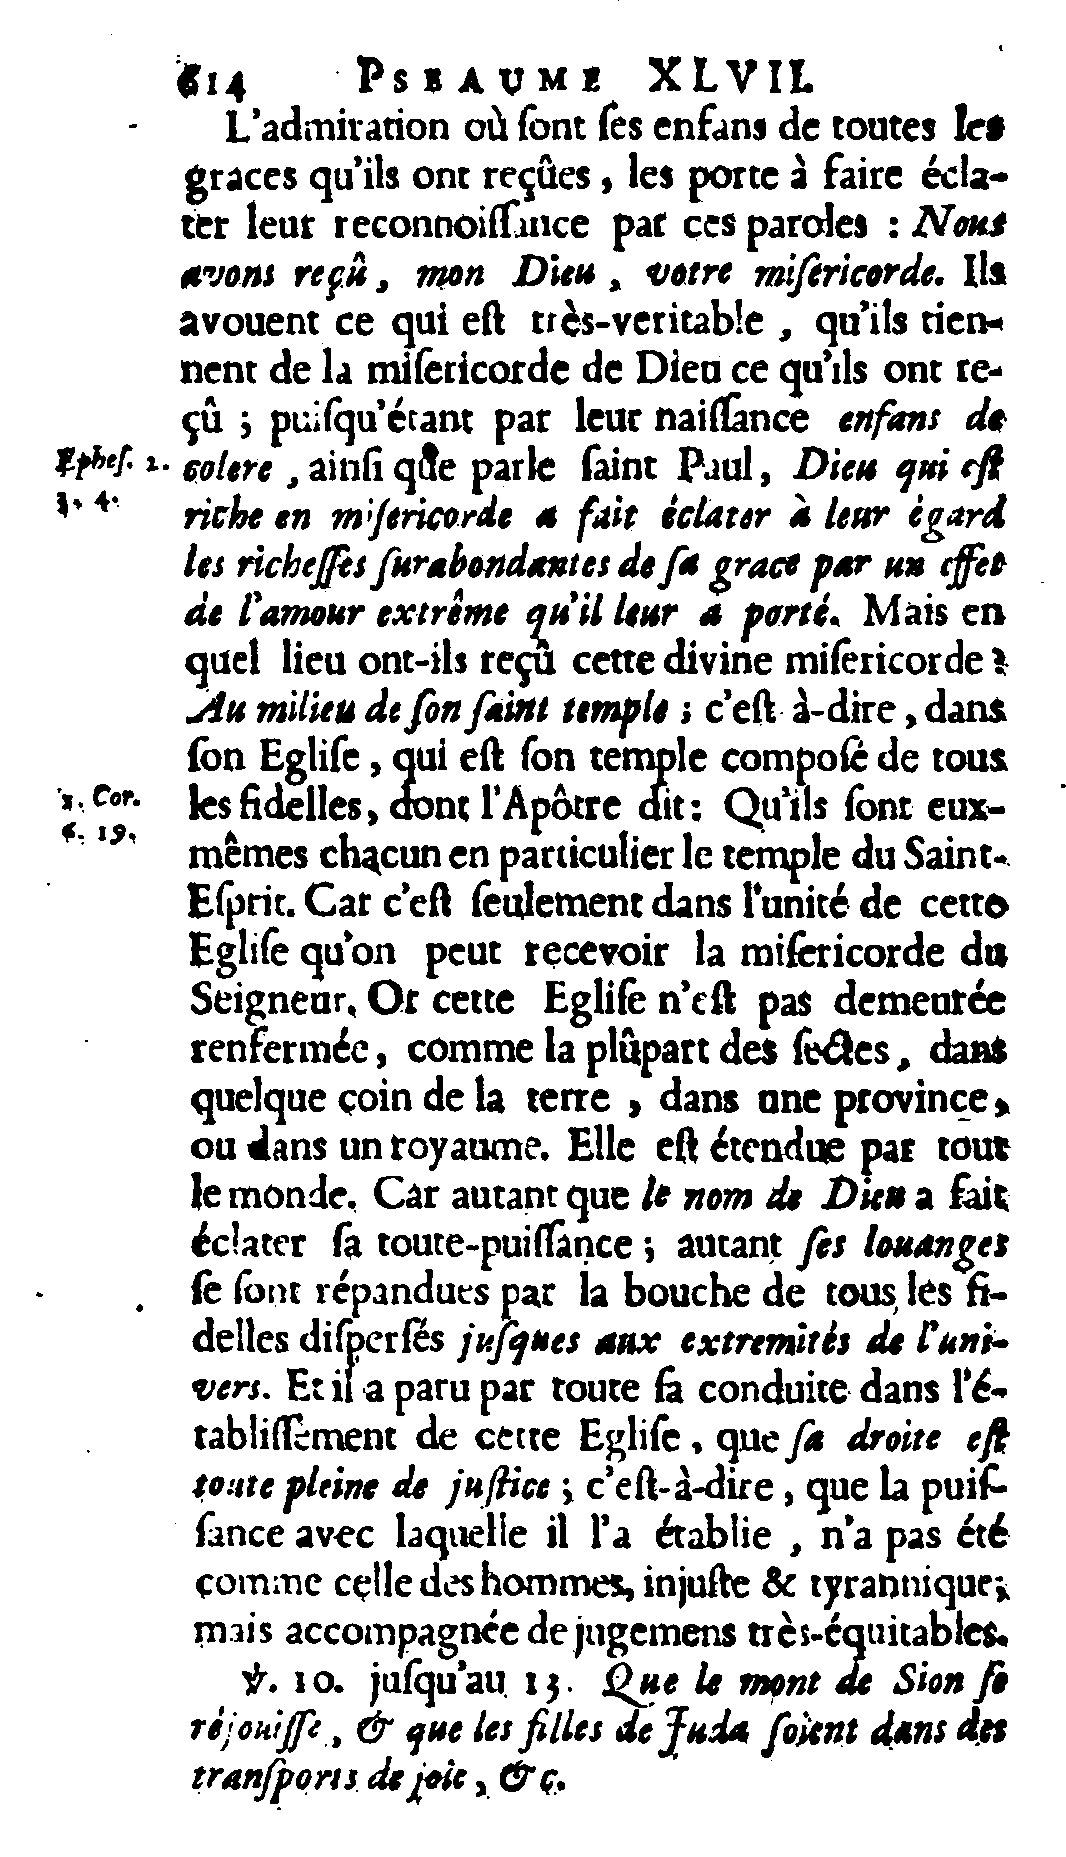 614 PSEAUME XLVII.
L'admiration où ſont ſes enfans de toutes les
graces qu'ils ont reçûes, les porte à faire écla-
ter leur reconnoiſſance par ces paroles : Nous
avons reçû, mon Dieu, votre miſericorde. Ils
avouent ce qui eſt très-veritable, qu'ils tien-
nent de la miſericorde de Dieu ce qu'ils ont re-
çû ; puiſqu'étant par leur naiſſance enfans de
Epheſ. 2. colere, ainſi que parle ſaint Paul, Dieu qui eſt
3. 4. riche en miſericorde a fait éclater à leur égard
les richeſſes ſurabondantes de ſa grace par un effet
de l'amour extrême qu'il leur a porté. Mais en
quel lieu ont-ils reçû cette divine miſericorde ?
Au milieu de ſon ſaint temple ; c'eſt-à-dire, dans
ſon Egliſe, qui eſt ſon temple compoſé de tous
1. Cor. les fidelles, dont l'Apôtre dit : Qu'ils ſont eux-
6. 19. mêmes chacun en particulier le temple du Saint-
Eſprit. Car c'eſt ſeulement dans l'unité de cette
Egliſe qu'on peut recevoir la miſericorde du
Seigneur. Or cette Egliſe n'eſt pas demeurée
renfermée, comme la plûpart des ſectes, dans
quelque coin de la terre, dans une province,
ou dans un royaume. Elle eſt étendue par tout
le monde. Car autant que le nom de Dieu a fait
éclater ſa toute-puiſſance ; autant ſes louanges
ſe ſont répandues par la bouche de tous les fi-
delles diſperſés juſques aux extremités de l'uni-
vers. Et il a paru par toute ſa conduite dans l'é-
tabliſſement de cette Egliſe, que ſa droite eſt
toute pleine de juſtice ; c'eſt-à-dire, que la puiſ-
ſance avec laquelle il l'a établie, n'a pas été
comme celle des hommes, injuſte & tyrannique ;
mais accompagnée de jugemens très-équitables.
℣. 10. juſqu'au 13. Que le mont de Sion ſe
réjouiſſe, & que les filles de Juda ſoient dans des
tranſports de joie, &c.